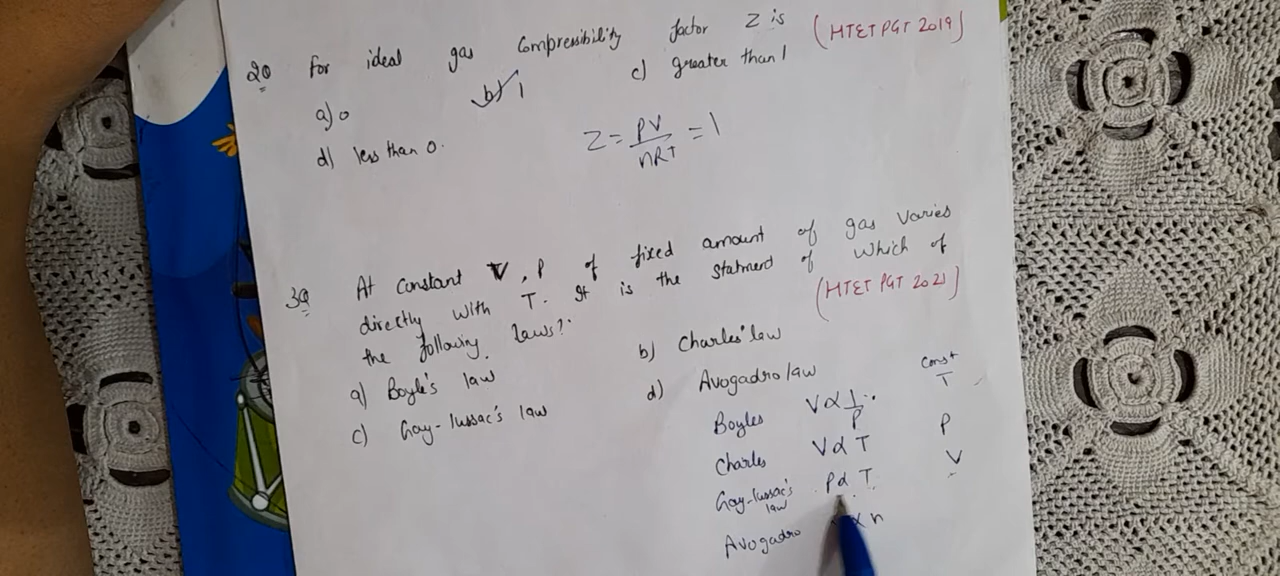 2Q For ideal gas Compressibility factor Z is (HTET PGT 2019)
a) 0 b) 1 c) greater than 1
d) less than 0.
Z = PV/nRT = 1
3Q At Constant V, P of fixed amount of gas varies
directly with T. It is the statment of which of
the following laws? (HTET PGT 2021)
a) Boyle's law b) Charles' law
c) Gay-lussac's law d) Avogadro law
const
Boyles V ∝ 1/P T
Charles V ∝ T P
Gay-lussac's law P ∝ T V
Avogadro ∝ n